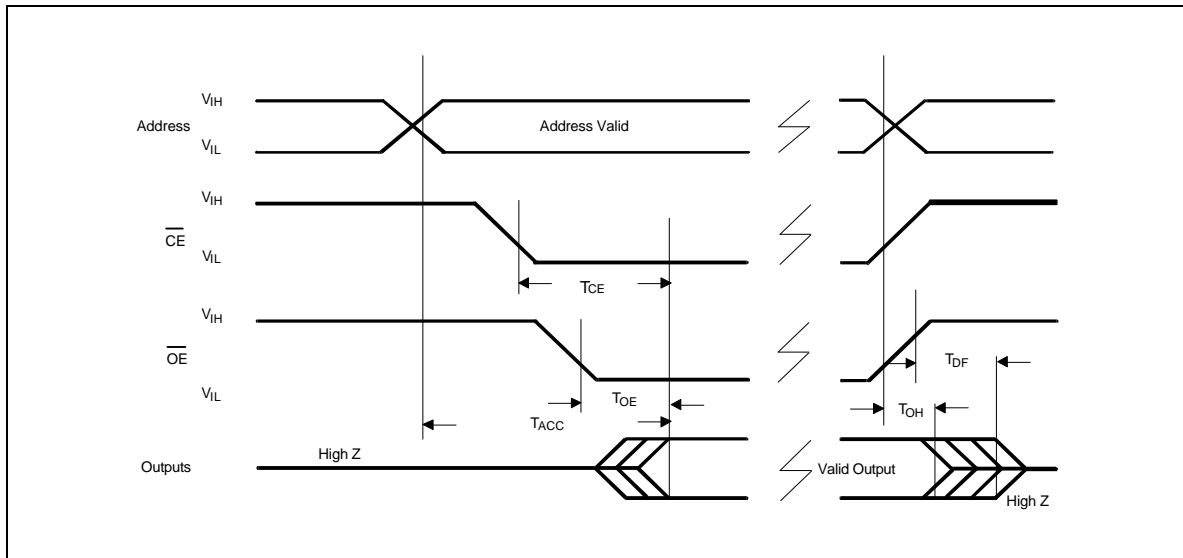 VIH
Address
Address Valid
VIL
VIH
CE
VIL
TCE
VIH
OE
TDF
VIL
TOE
TOH
TACC
High Z
Outputs
Valid Output
High Z